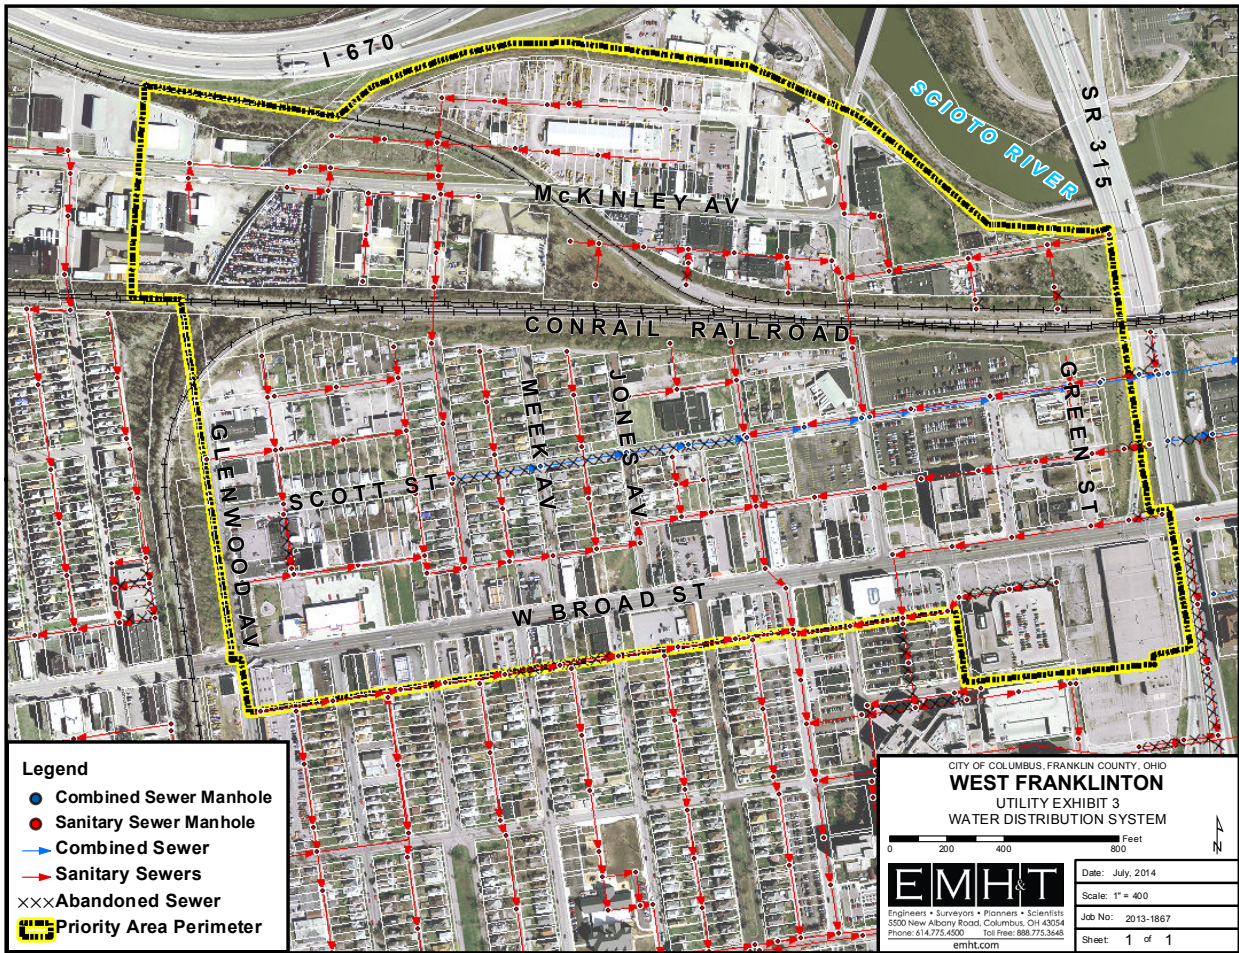 I-670
SCIOTO RIVER
SR 315
McKINLEY AV
CONRAIL RAILROAD
GLENWOOD AV
MEEK AV
JONES AV
GREEN ST
SCOTT ST
W BROAD ST
Legend
Combined Sewer Manhole
Sanitary Sewer Manhole
Combined Sewer
Sanitary Sewers
×××Abandoned Sewer
Priority Area Perimeter
CITY OF COLUMBUS, FRANKLIN COUNTY, OHIO
WEST FRANKLINTON
UTILITY EXHIBIT 3
WATER DISTRIBUTION SYSTEM
Feet
0 200 400 800
N
EMH&T
Engineers • Surveyors • Planners • Scientists
5500 New Albany Road, Columbus, OH 43054
Phone: 614.775.4500 Toll Free: 888.775.3648
emht.com
Date: July, 2014
Scale: 1" = 400
Job No: 2013-1867
Sheet: 1 of 1